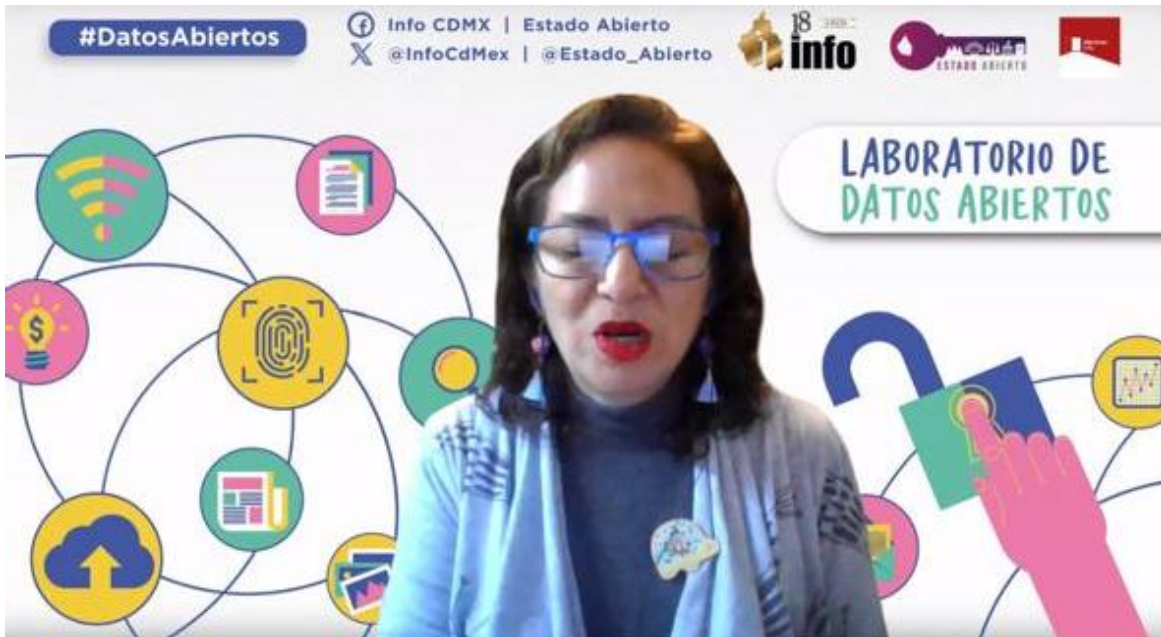 #DatosAbiertos
Info CDMX | Estado Abierto
@InfoCdMex | @Estado_Abierto
18
info
ESTADO ABIERTO
LABORATORIO DE
DATOS ABIERTOS
$